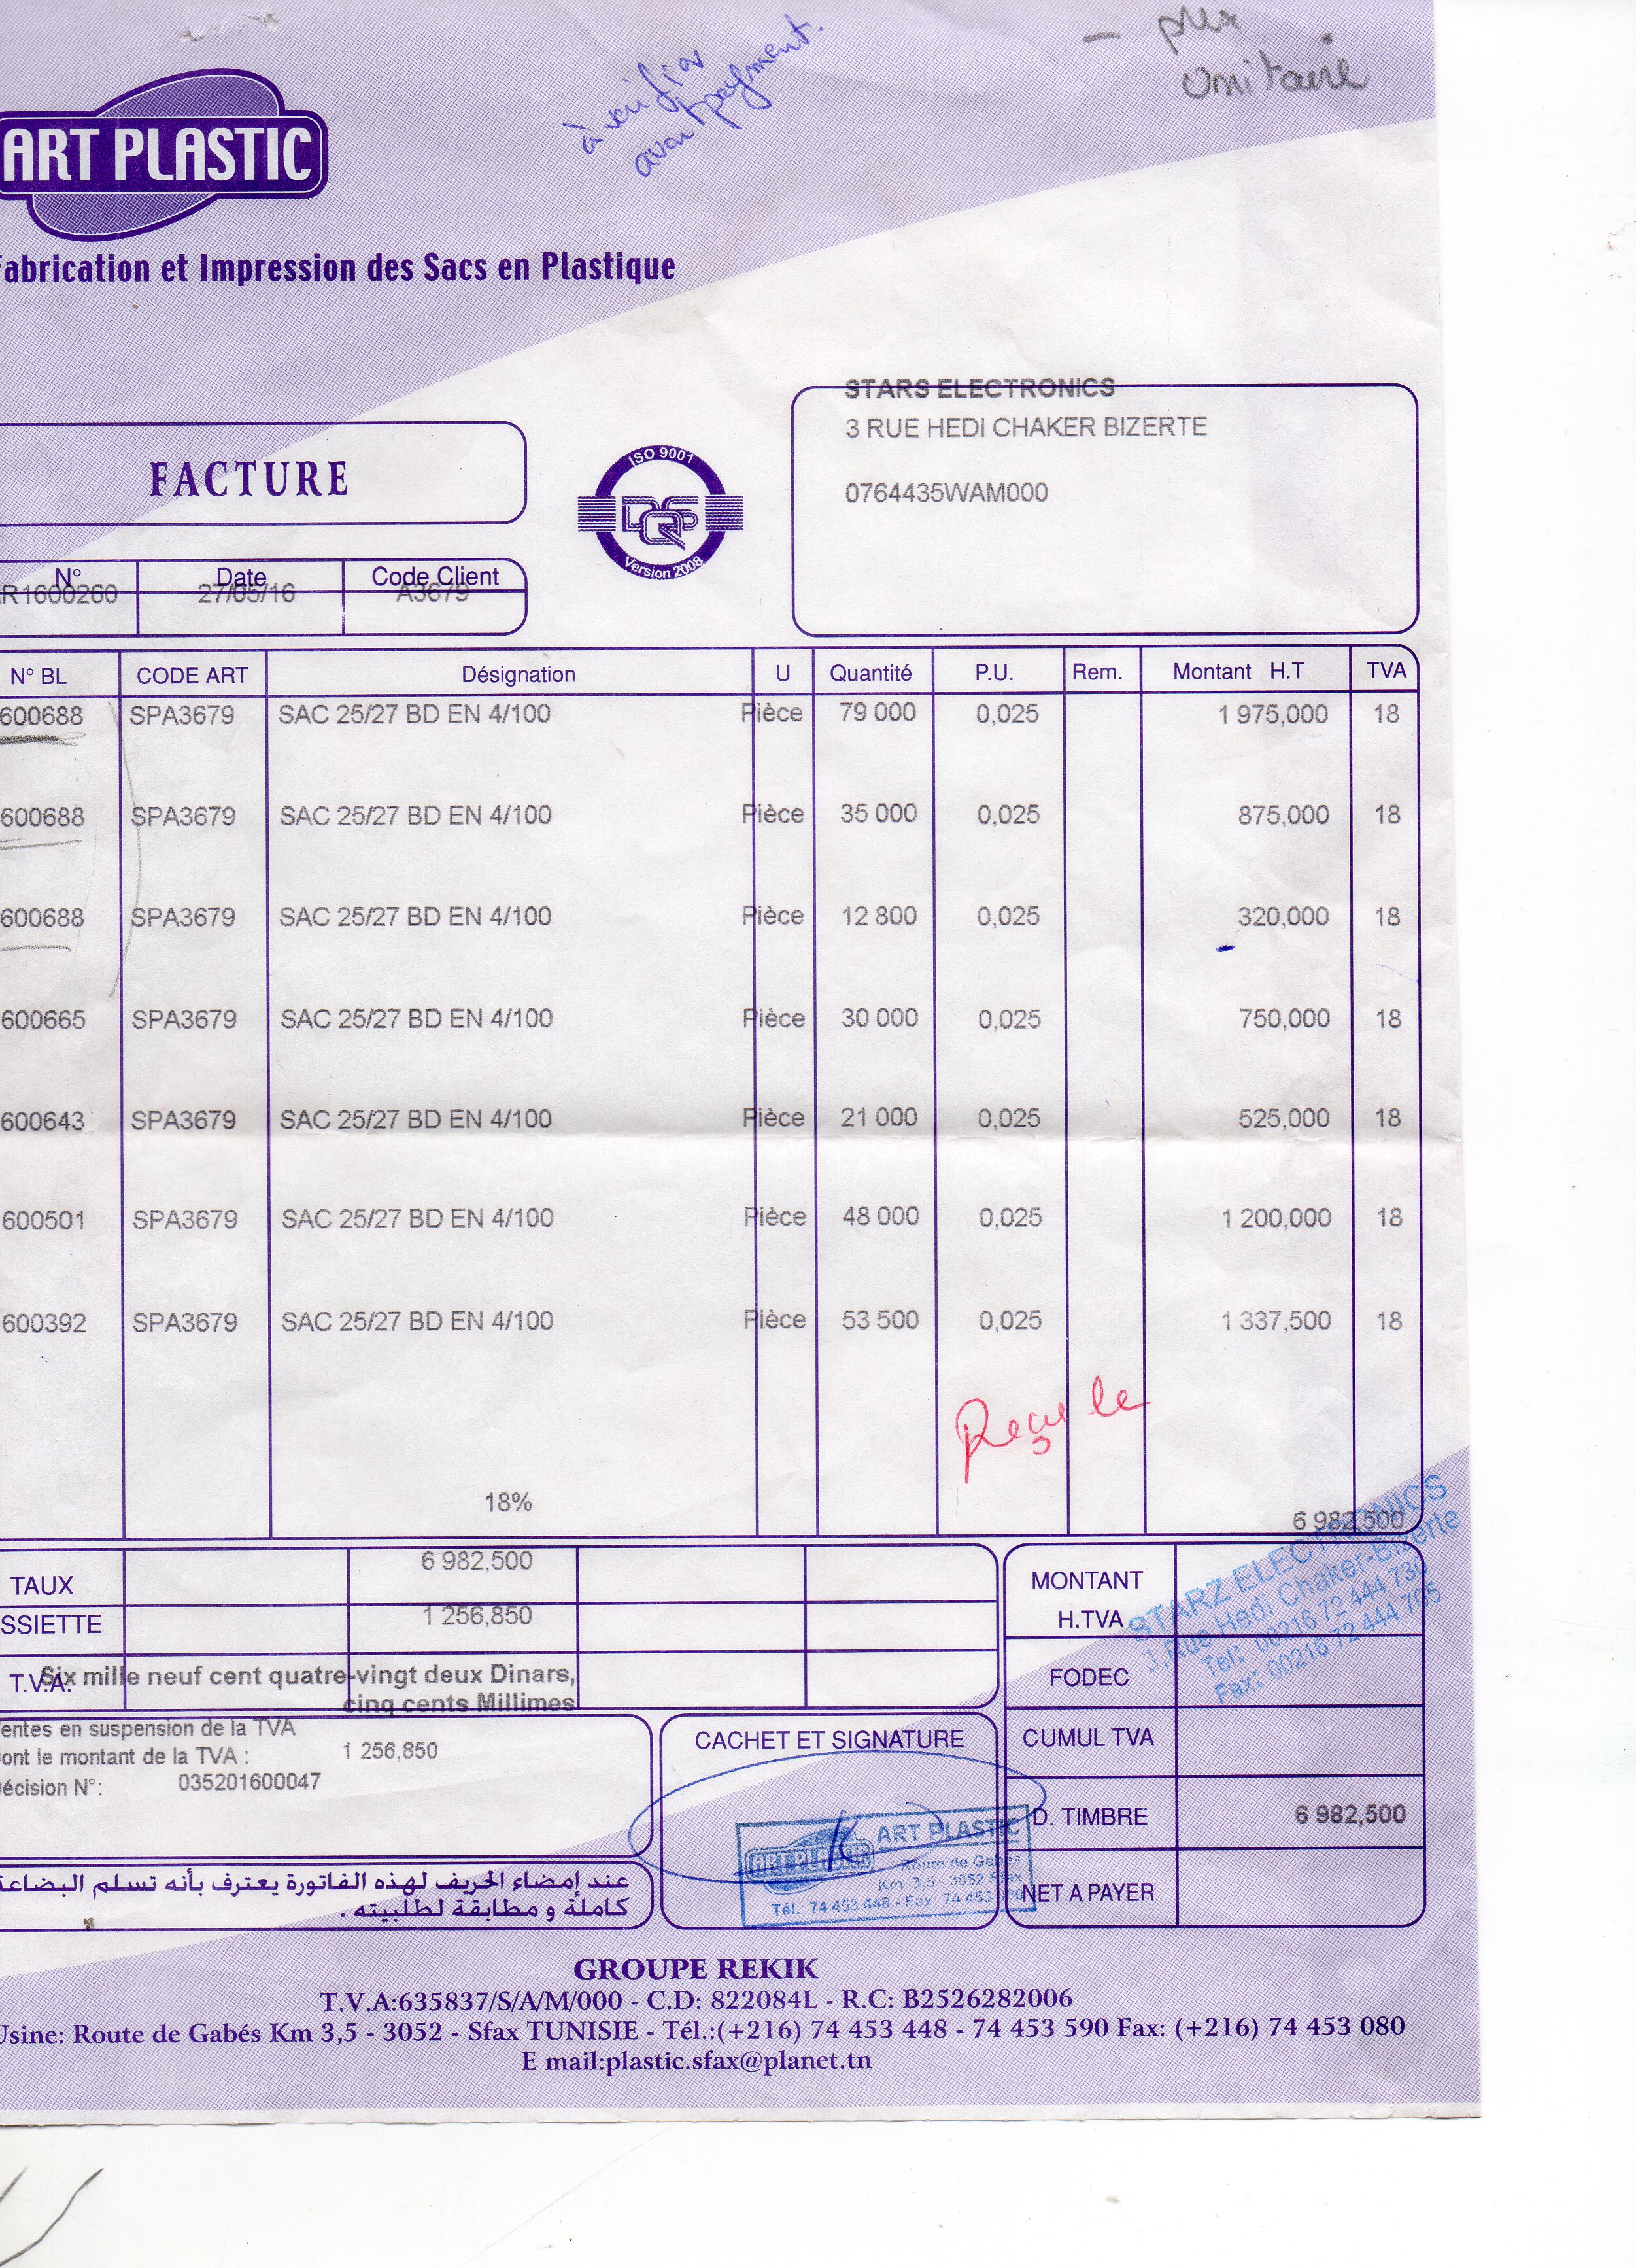 - prix
unitaire
à verifier
avant payment.
ART PLASTIC
Fabrication et Impression des Sacs en Plastique
STARS ELECTRONICS
3 RUE HEDI CHAKER BIZERTE
0764435WAM000
FACTURE
ISO 9001
DQS
Version 2008
N° Date Code Client
R1600260 27/05/16 A3679
N° BL CODE ART Désignation U Quantité P.U. Rem. Montant H.T TVA
600688 SPA3679 SAC 25/27 BD EN 4/100 Pièce 79 000 0,025 1 975,000 18
600688 SPA3679 SAC 25/27 BD EN 4/100 Pièce 35 000 0,025 875,000 18
600688 SPA3679 SAC 25/27 BD EN 4/100 Pièce 12 800 0,025 320,000 18
600665 SPA3679 SAC 25/27 BD EN 4/100 Pièce 30 000 0,025 750,000 18
600643 SPA3679 SAC 25/27 BD EN 4/100 Pièce 21 000 0,025 525,000 18
600501 SPA3679 SAC 25/27 BD EN 4/100 Pièce 48 000 0,025 1 200,000 18
600392 SPA3679 SAC 25/27 BD EN 4/100 Pièce 53 500 0,025 1 337,500 18
Reçu le
18%
6 982,500
TAUX 6 982,500
SSIETTE 1 256,850
T.V.A. Six mille neuf cent quatre-vingt deux Dinars,
cinq cents Millimes
MONTANT
H.TVA
STARZ ELECTRONICS
3,Rue Hedi Chaker-Bizerte
Tel: 00216 72 444 730
Fax: 00216 72 444 705
FODEC
CUMUL TVA
D. TIMBRE 6 982,500
NET A PAYER
entes en suspension de la TVA
ont le montant de la TVA : 1 256,850
écision N°: 035201600047
CACHET ET SIGNATURE
ART PLASTIC
ART PLASTIC
Route de Gabés
Km. 3.5 - 3052 Sfax
Tél.: 74 453 448 - Fax: 74 453 080
عند إمضاء الحريف لهذه الفاتورة يعترف بأنه تسلم البضاعة
كاملة و مطابقة لطلبيته .
GROUPE REKIK
T.V.A:635837/S/A/M/000 - C.D: 822084L - R.C: B2526282006
Usine: Route de Gabés Km 3,5 - 3052 - Sfax TUNISIE - Tél.:(+216) 74 453 448 - 74 453 590 Fax: (+216) 74 453 080
E mail:plastic.sfax@planet.tn